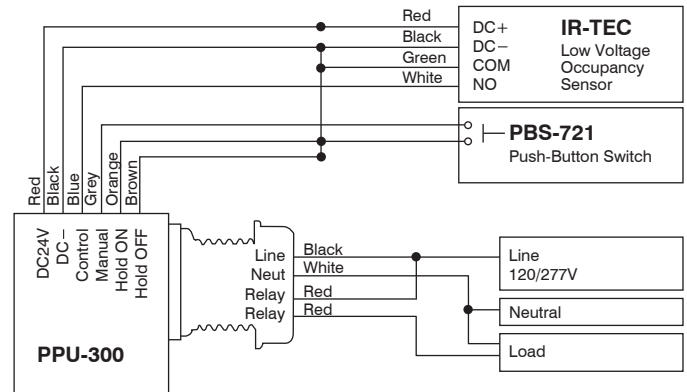 Red
Black
Green
White
DC+
DC−
COM
NO
IR-TEC
Low Voltage
Occupancy
Sensor
PBS-721
Push-Button Switch
Red
Black
Blue
Grey
Orange
Brown
DC24V
DC−
Control
Manual
Hold ON
Hold OFF
PPU-300
Line
Neut
Relay
Relay
Black
White
Red
Red
Line
120/277V
Neutral
Load